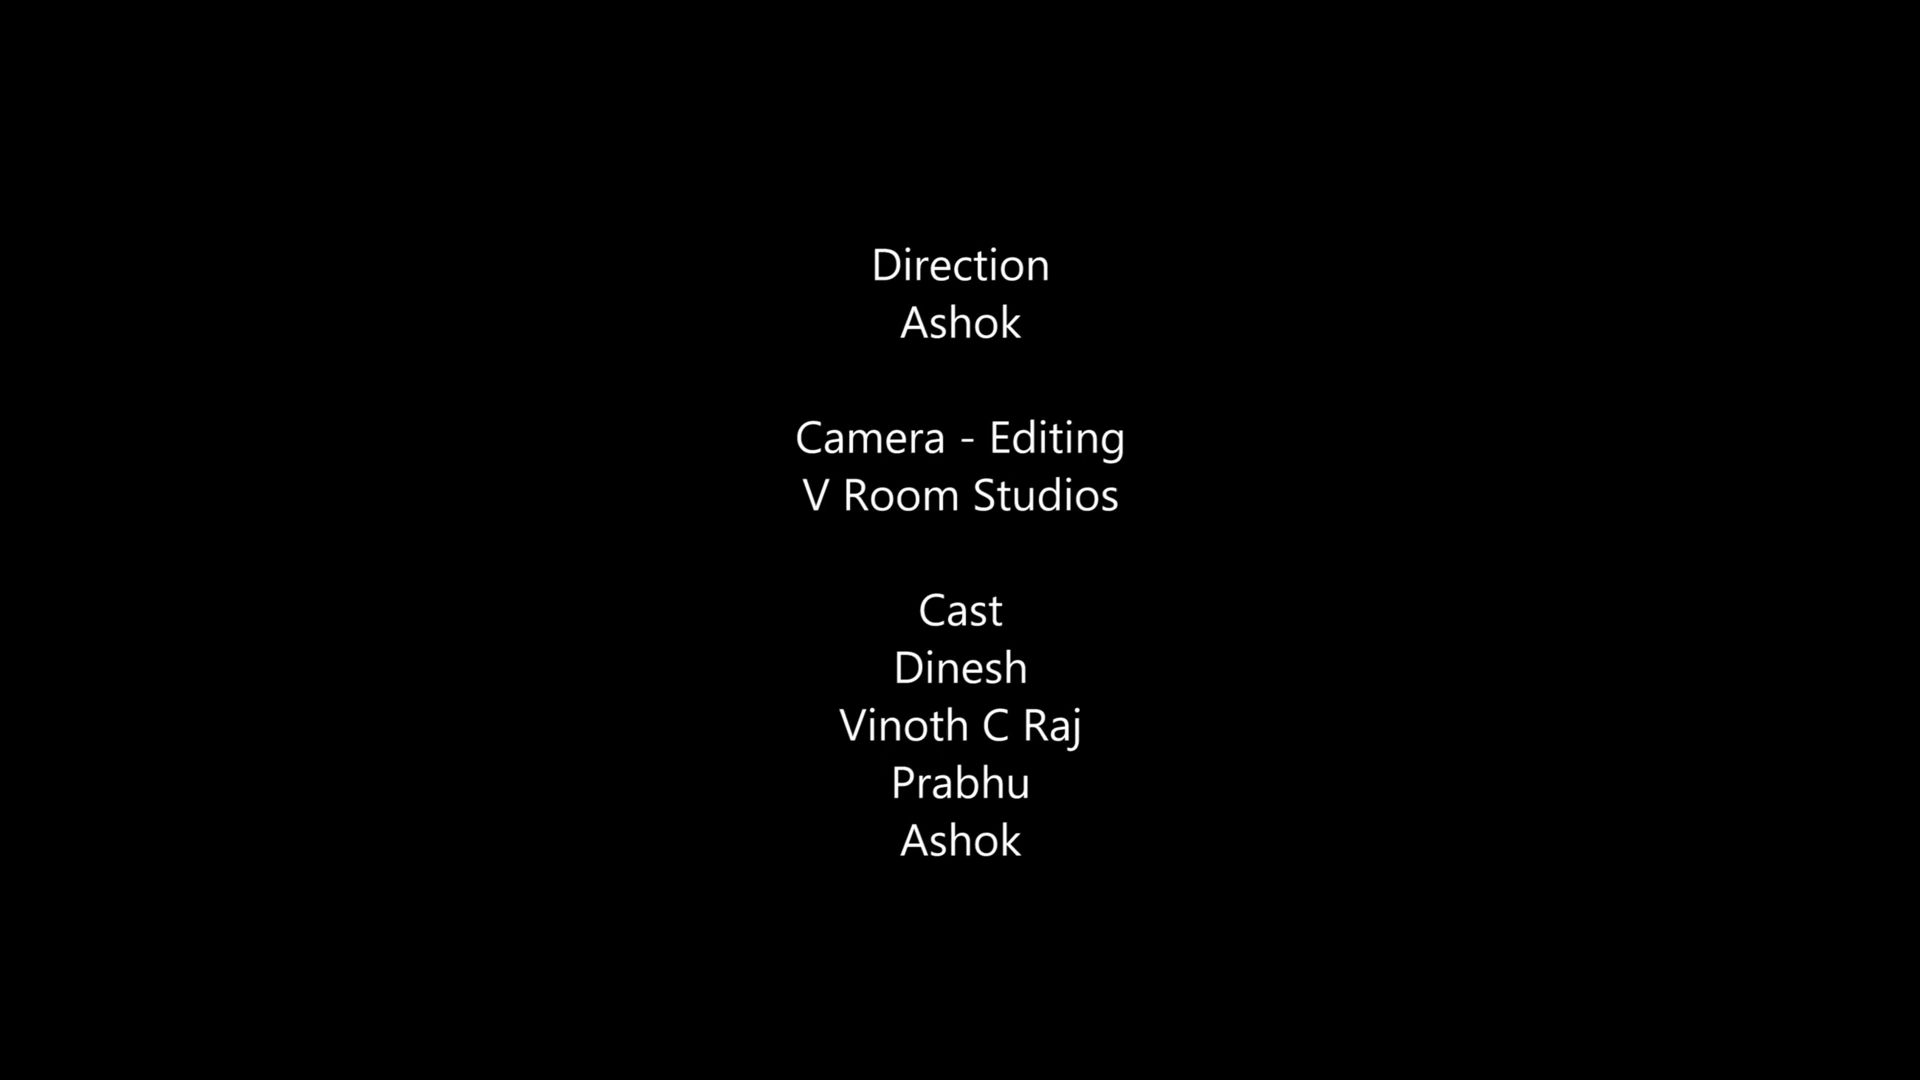 Direction
Ashok
Camera - Editing
V Room Studios
Cast
Dinesh
Vinoth C Raj
Prabhu
Ashok